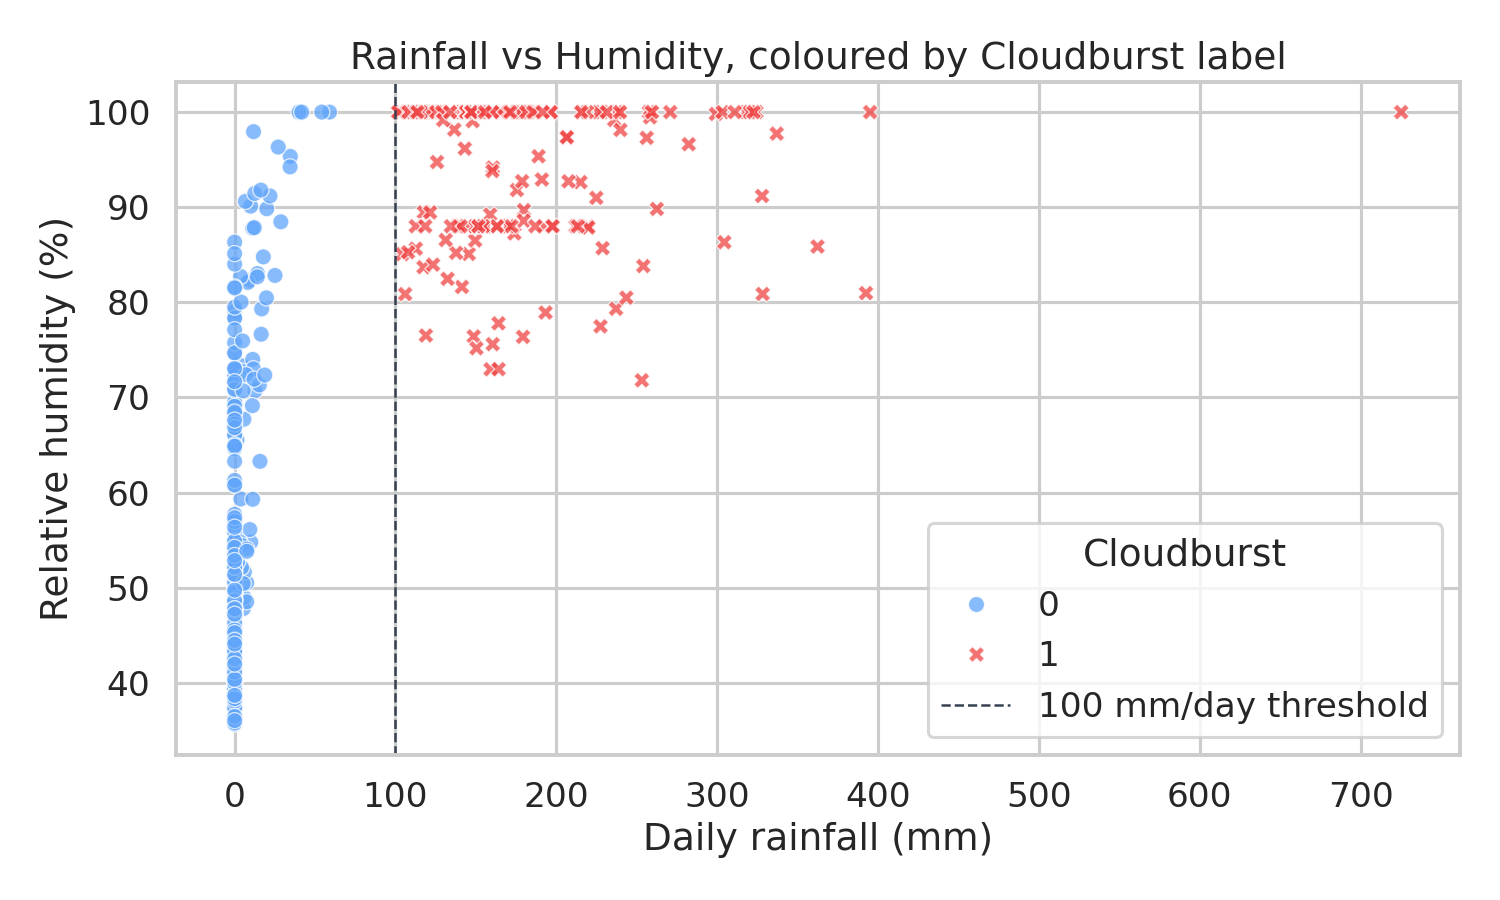 Rainfall vs Humidity, coloured by Cloudburst label
Relative humidity (%)
100
90
80
70
60
50
40
Cloudburst
0
1
100 mm/day threshold
0 100 200 300 400 500 600 700
Daily rainfall (mm)